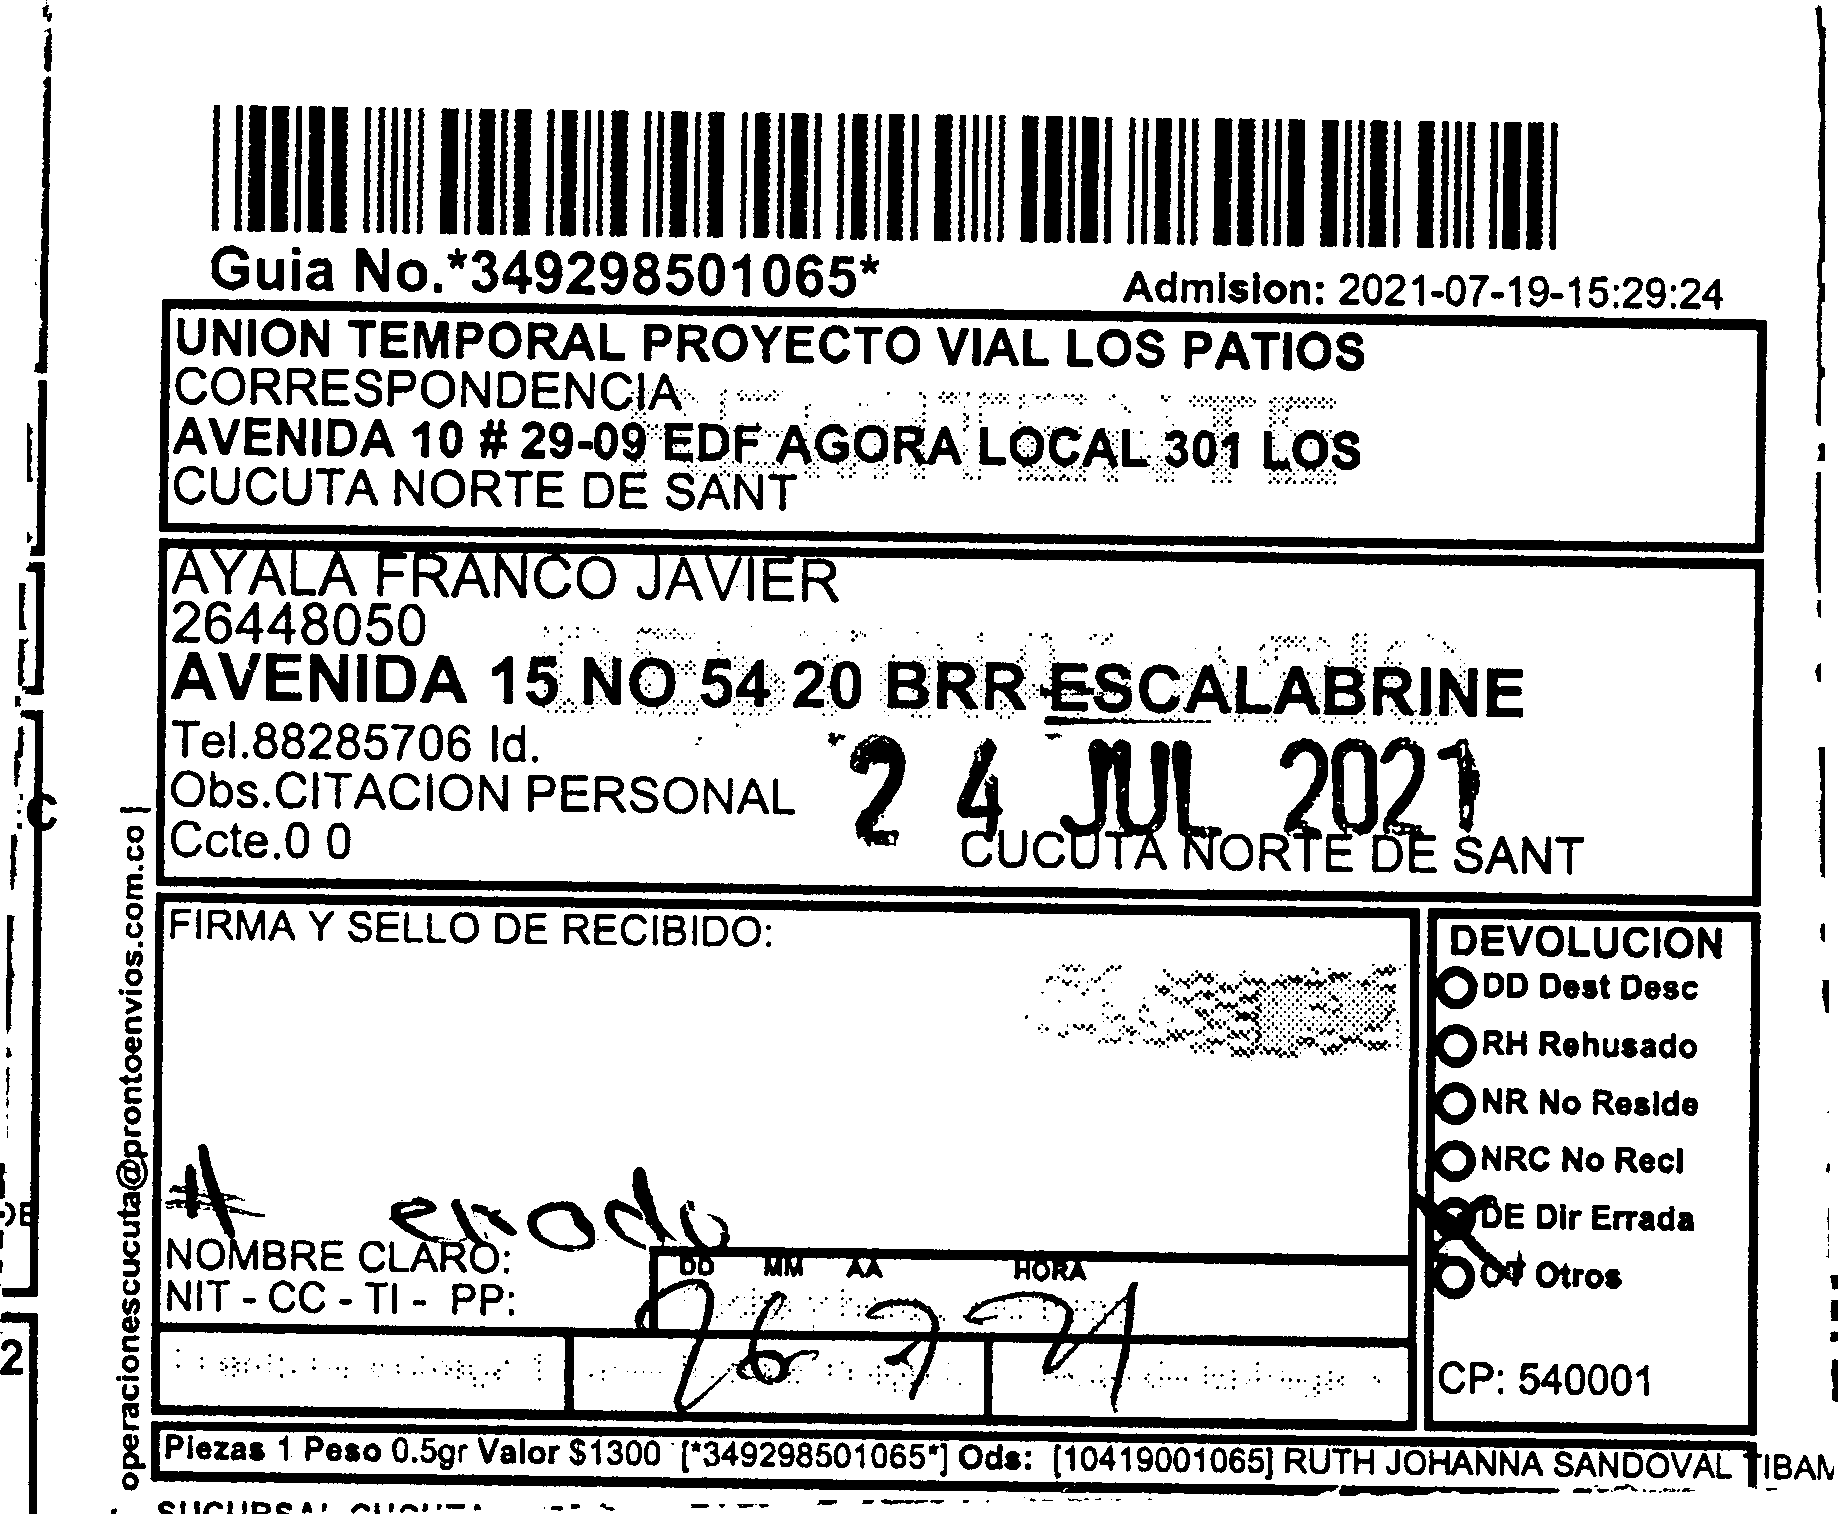 Guia No.*349298501065*
Admision: 2021-07-19-15:29:24
UNION TEMPORAL PROYECTO VIAL LOS PATIOS
CORRESPONDENCIA
AVENIDA 10 # 29-09 EDF AGORA LOCAL 301 LOS
CUCUTA NORTE DE SANT
AYALA FRANCO JAVIER
26448050
AVENIDA 15 NO 54 20 BRR ESCALABRINE
Tel.88285706 Id.
Obs.CITACION PERSONAL
24 JUL 2021
Ccte.0 0
CUCUTA NORTE DE SANT
FIRMA Y SELLO DE RECIBIDO:
# errado
NOMBRE CLARO:
NIT - CC - TI - PP:
DD MM AA HORA
26 7 21
DEVOLUCION
DD Dest Desc
RH Rehusado
NR No Reside
NRC No Recl
DE Dir Errada
OT Otros
CP: 540001
Piezas 1 Peso 0.5gr Valor $1300 [*349298501065*] Ods: [10419001065] RUTH JOHANNA SANDOVAL TIBAM
operacionescucuta@prontoenvios.com.co |